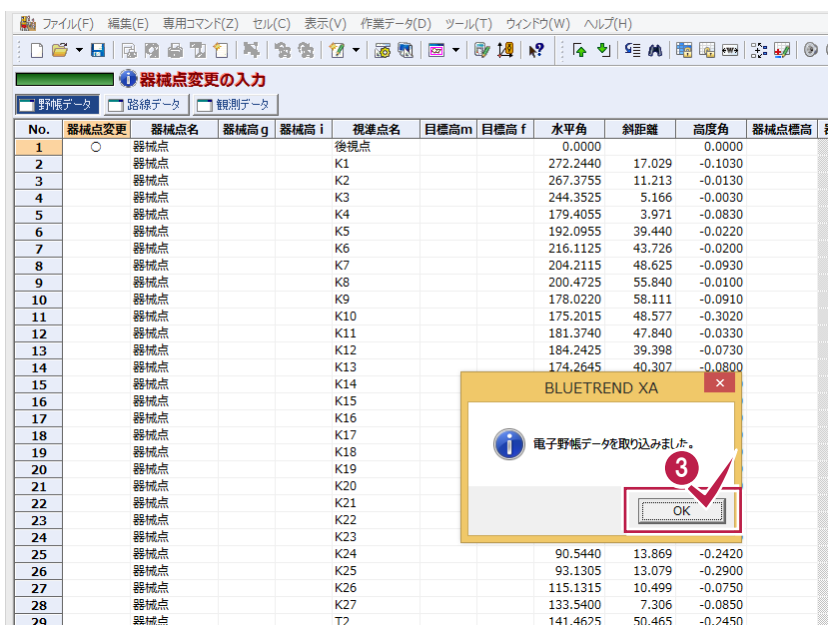 ファイル(F) 編集(E) 専用コマンド(Z) セル(C) 表示(V) 作業データ(D) ツール(T) ウィンドウ(W) ヘルプ(H)
器械点変更の入力
野帳データ 路線データ 観測データ
No. 器械点変更 器械点名 器械高g 器械高i 視準点名 目標高m 目標高f 水平角 斜距離 高度角 器械点標高
1 ○ 器械点 後視点 0.0000 0.0000
2 器械点 K1 272.2440 17.029 -0.1030
3 器械点 K2 267.3755 11.213 -0.0130
4 器械点 K3 244.3525 5.166 -0.0030
5 器械点 K4 179.4055 3.971 -0.0830
6 器械点 K5 192.0955 39.440 -0.0220
7 器械点 K6 216.1125 43.726 -0.0200
8 器械点 K7 204.2115 48.625 -0.0930
9 器械点 K8 200.4725 55.840 -0.0100
10 器械点 K9 178.0220 58.111 -0.0910
11 器械点 K10 175.2015 48.577 -0.3020
12 器械点 K11 181.3740 47.840 -0.0330
13 器械点 K12 184.2425 39.398 -0.0730
14 器械点 K13 174.2645 40.307 -0.0800
15 器械点 K14
16 器械点 K15
17 器械点 K16
18 器械点 K17
19 器械点 K18
20 器械点 K19
21 器械点 K20
22 器械点 K21
23 器械点 K22
24 器械点 K23
25 器械点 K24 90.5440 13.869 -0.2420
26 器械点 K25 93.1305 13.079 -0.2900
27 器械点 K26 115.1315 10.499 -0.0750
28 器械点 K27 133.5400 7.306 -0.0850
29 器械点 T2 141.4625 50.465 -0.2450
BLUETREND XA
電子野帳データを取り込みました。
3
OK